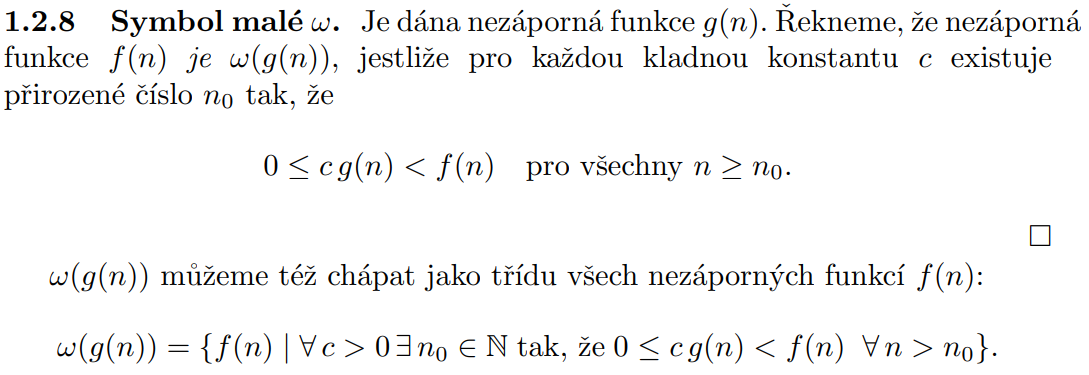 1.2.8 Symbol malé ω. Je dána nezáporná funkce g(n). Řekneme, že nezáporná
funkce f(n) je ω(g(n)), jestliže pro každou kladnou konstantu c existuje
přirozené číslo n₀ tak, že
0 ≤ c g(n) < f(n) pro všechny n ≥ n₀.
□
ω(g(n)) můžeme též chápat jako třídu všech nezáporných funkcí f(n):
ω(g(n)) = {f(n) | ∀ c > 0 ∃ n₀ ∈ ℕ tak, že 0 ≤ c g(n) < f(n) ∀ n > n₀}.